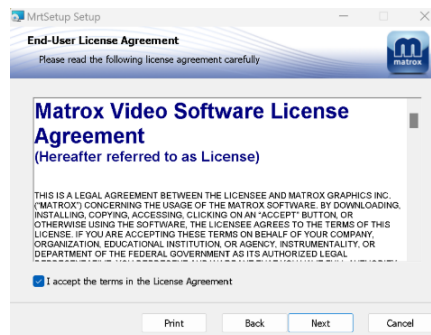 MrtSetup Setup
End-User License Agreement
Please read the following license agreement carefully
matrox
Matrox Video Software License
Agreement
(Hereafter referred to as License)
THIS IS A LEGAL AGREEMENT BETWEEN THE LICENSEE AND MATROX GRAPHICS INC.
("MATROX") CONCERNING THE USAGE OF THE MATROX SOFTWARE. BY DOWNLOADING,
INSTALLING, COPYING, ACCESSING, CLICKING ON AN "ACCEPT" BUTTON, OR
OTHERWISE USING THE SOFTWARE, THE LICENSEE AGREES TO THE TERMS OF THIS
LICENSE. IF YOU ARE ACCEPTING THESE TERMS ON BEHALF OF YOUR COMPANY,
ORGANIZATION, EDUCATIONAL INSTITUTION, OR AGENCY, INSTRUMENTALITY, OR
DEPARTMENT OF THE FEDERAL GOVERNMENT AS ITS AUTHORIZED LEGAL
I accept the terms in the License Agreement
Print
Back
Next
Cancel